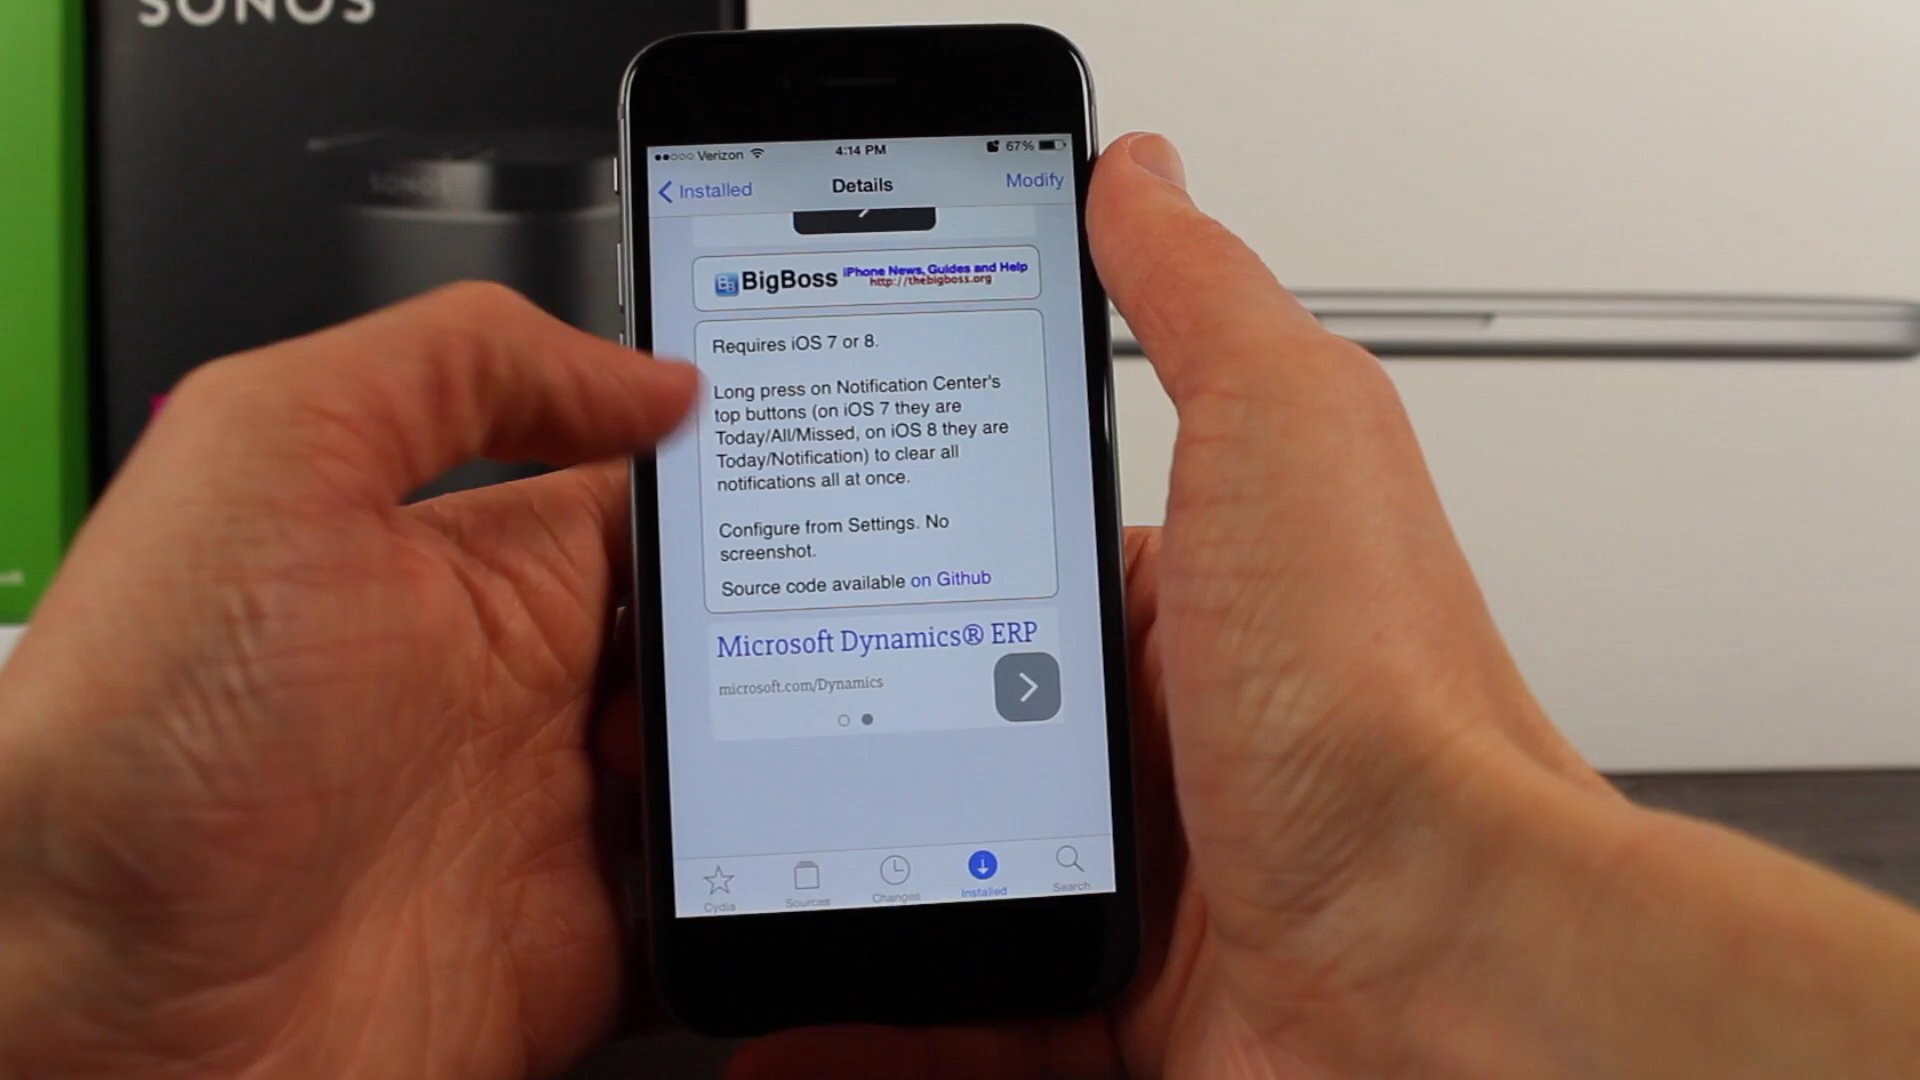 SONOS
SONOS
Verizon 4:14 PM 67%
Installed Details Modify
BigBoss iPhone News, Guides and Help
http://thebigboss.org
Requires iOS 7 or 8.
Long press on Notification Center's
top buttons (on iOS 7 they are
Today/All/Missed, on iOS 8 they are
Today/Notification) to clear all
notifications all at once.
Configure from Settings. No
screenshot.
Source code available on Github
Microsoft Dynamics® ERP
microsoft.com/Dynamics
Cydia Sources Changes Installed Search